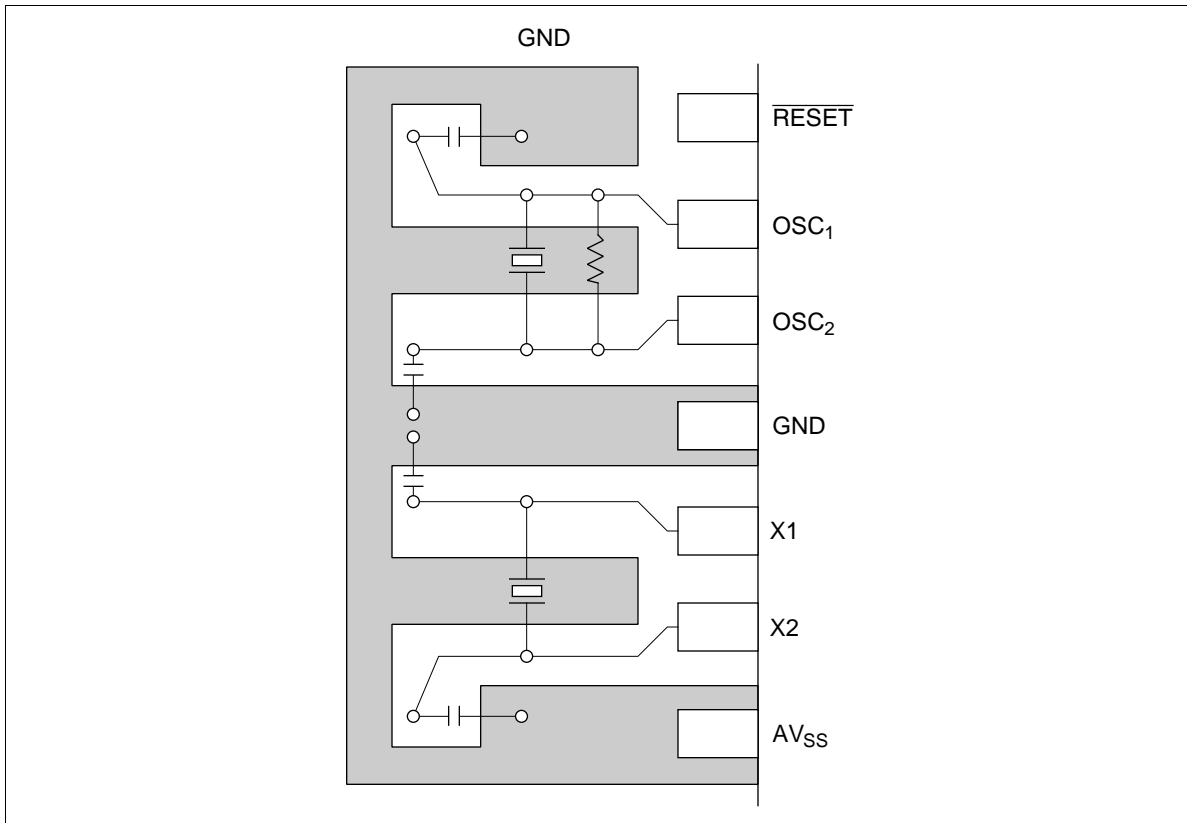 GND
RESET
OSC₁
OSC₂
GND
X1
X2
AVSS